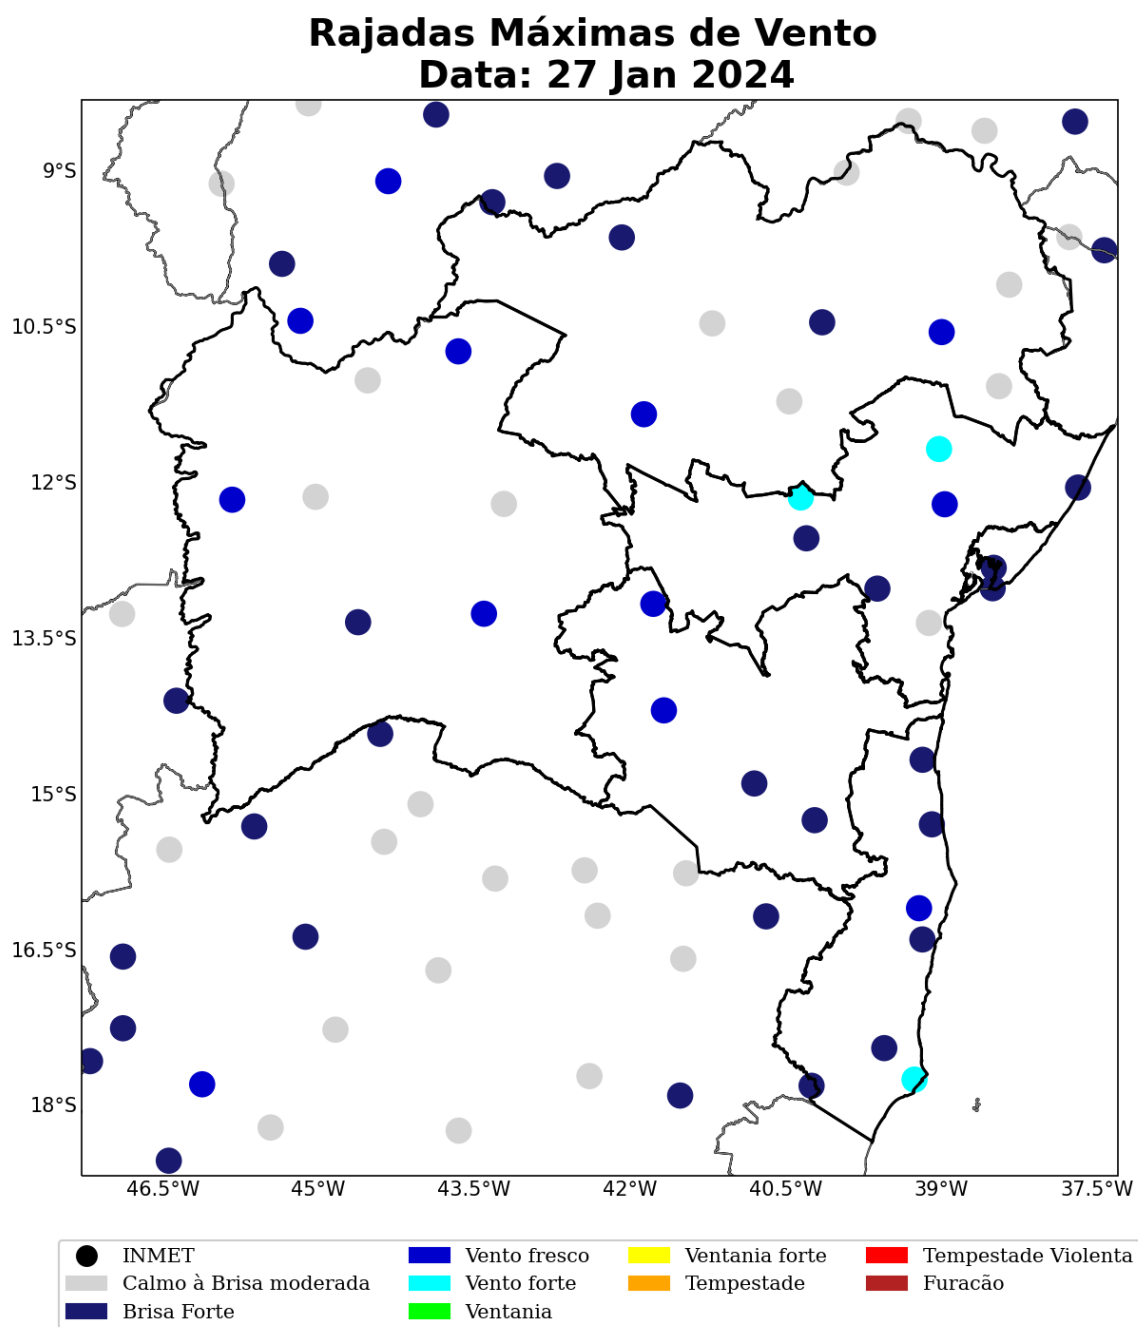 Rajadas Máximas de Vento
Data: 27 Jan 2024
9°S
10.5°S
12°S
13.5°S
15°S
16.5°S
18°S
46.5°W 45°W 43.5°W 42°W 40.5°W 39°W 37.5°W
INMET Vento fresco Ventania forte Tempestade Violenta
Calmo à Brisa moderada Vento forte Tempestade Furacão
Brisa Forte Ventania